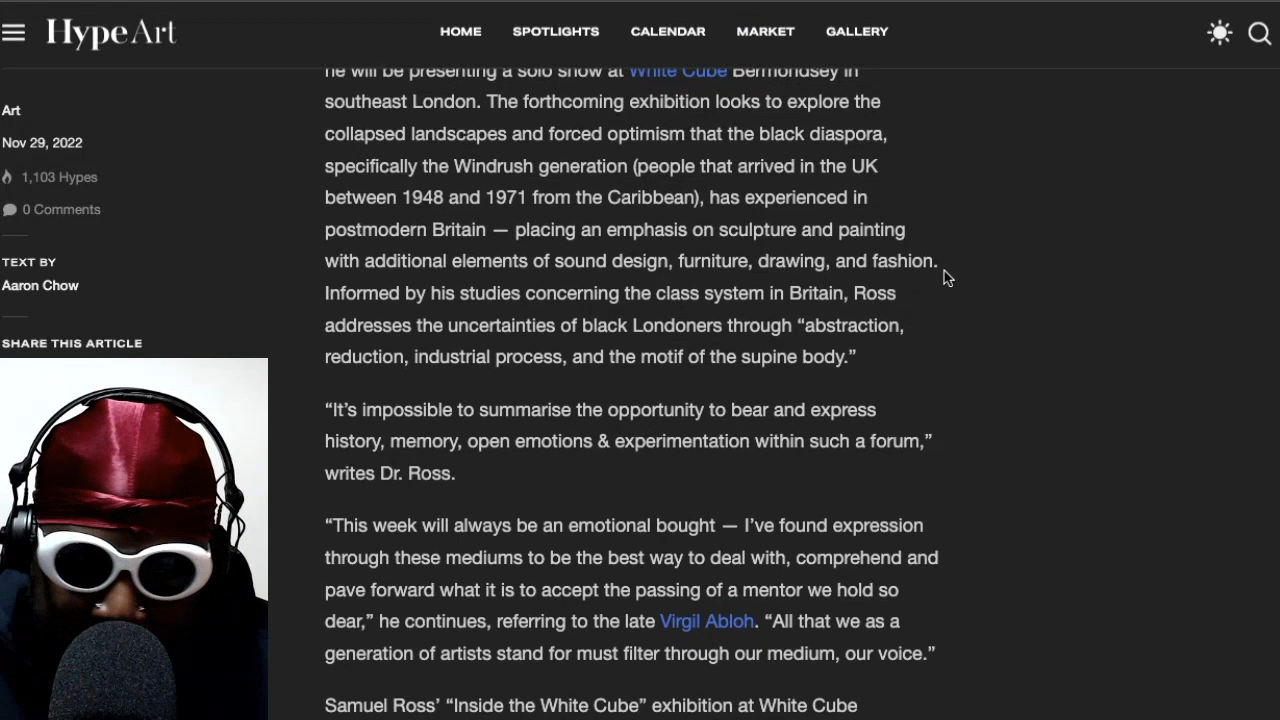 HypeArt
HOME SPOTLIGHTS CALENDAR MARKET GALLERY
Art
Nov 29, 2022
1,103 Hypes
0 Comments
TEXT BY
Aaron Chow
SHARE THIS ARTICLE
he will be presenting a solo show at White Cube Bermondsey in
southeast London. The forthcoming exhibition looks to explore the
collapsed landscapes and forced optimism that the black diaspora,
specifically the Windrush generation (people that arrived in the UK
between 1948 and 1971 from the Caribbean), has experienced in
postmodern Britain — placing an emphasis on sculpture and painting
with additional elements of sound design, furniture, drawing, and fashion.
Informed by his studies concerning the class system in Britain, Ross
addresses the uncertainties of black Londoners through “abstraction,
reduction, industrial process, and the motif of the supine body.”
“It’s impossible to summarise the opportunity to bear and express
history, memory, open emotions & experimentation within such a forum,”
writes Dr. Ross.
“This week will always be an emotional bought — I’ve found expression
through these mediums to be the best way to deal with, comprehend and
pave forward what it is to accept the passing of a mentor we hold so
dear,” he continues, referring to the late Virgil Abloh. “All that we as a
generation of artists stand for must filter through our medium, our voice.”
Samuel Ross’ “Inside the White Cube” exhibition at White Cube